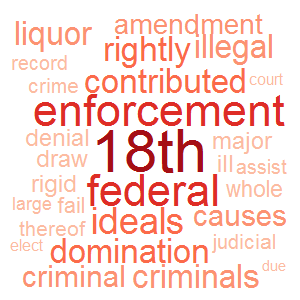 liquor amendment
rightly illegal
record
crime contributed court
enforcement
denial 18th major
draw ill assist
rigid federal whole
large fail
thereof ideals causes
elect judicial
domination
criminal criminals due